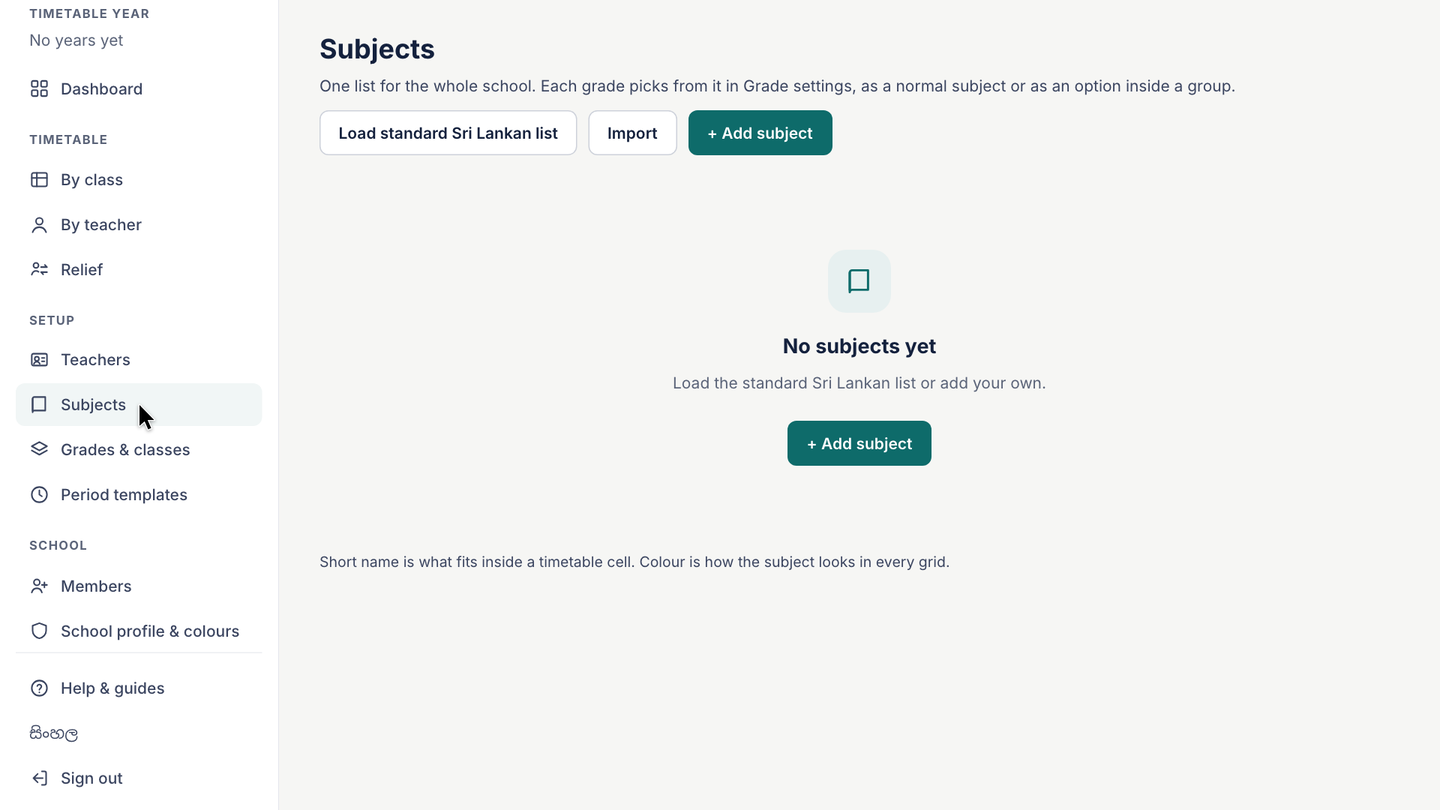 TIMETABLE YEAR
No years yet
Dashboard
TIMETABLE
By class
By teacher
Relief
SETUP
Teachers
Subjects
Grades & classes
Period templates
SCHOOL
Members
School profile & colours
Help & guides
සිංහල
Sign out
Subjects
One list for the whole school. Each grade picks from it in Grade settings, as a normal subject or as an option inside a group.
Load standard Sri Lankan list
Import
+ Add subject
No subjects yet
Load the standard Sri Lankan list or add your own.
+ Add subject
Short name is what fits inside a timetable cell. Colour is how the subject looks in every grid.